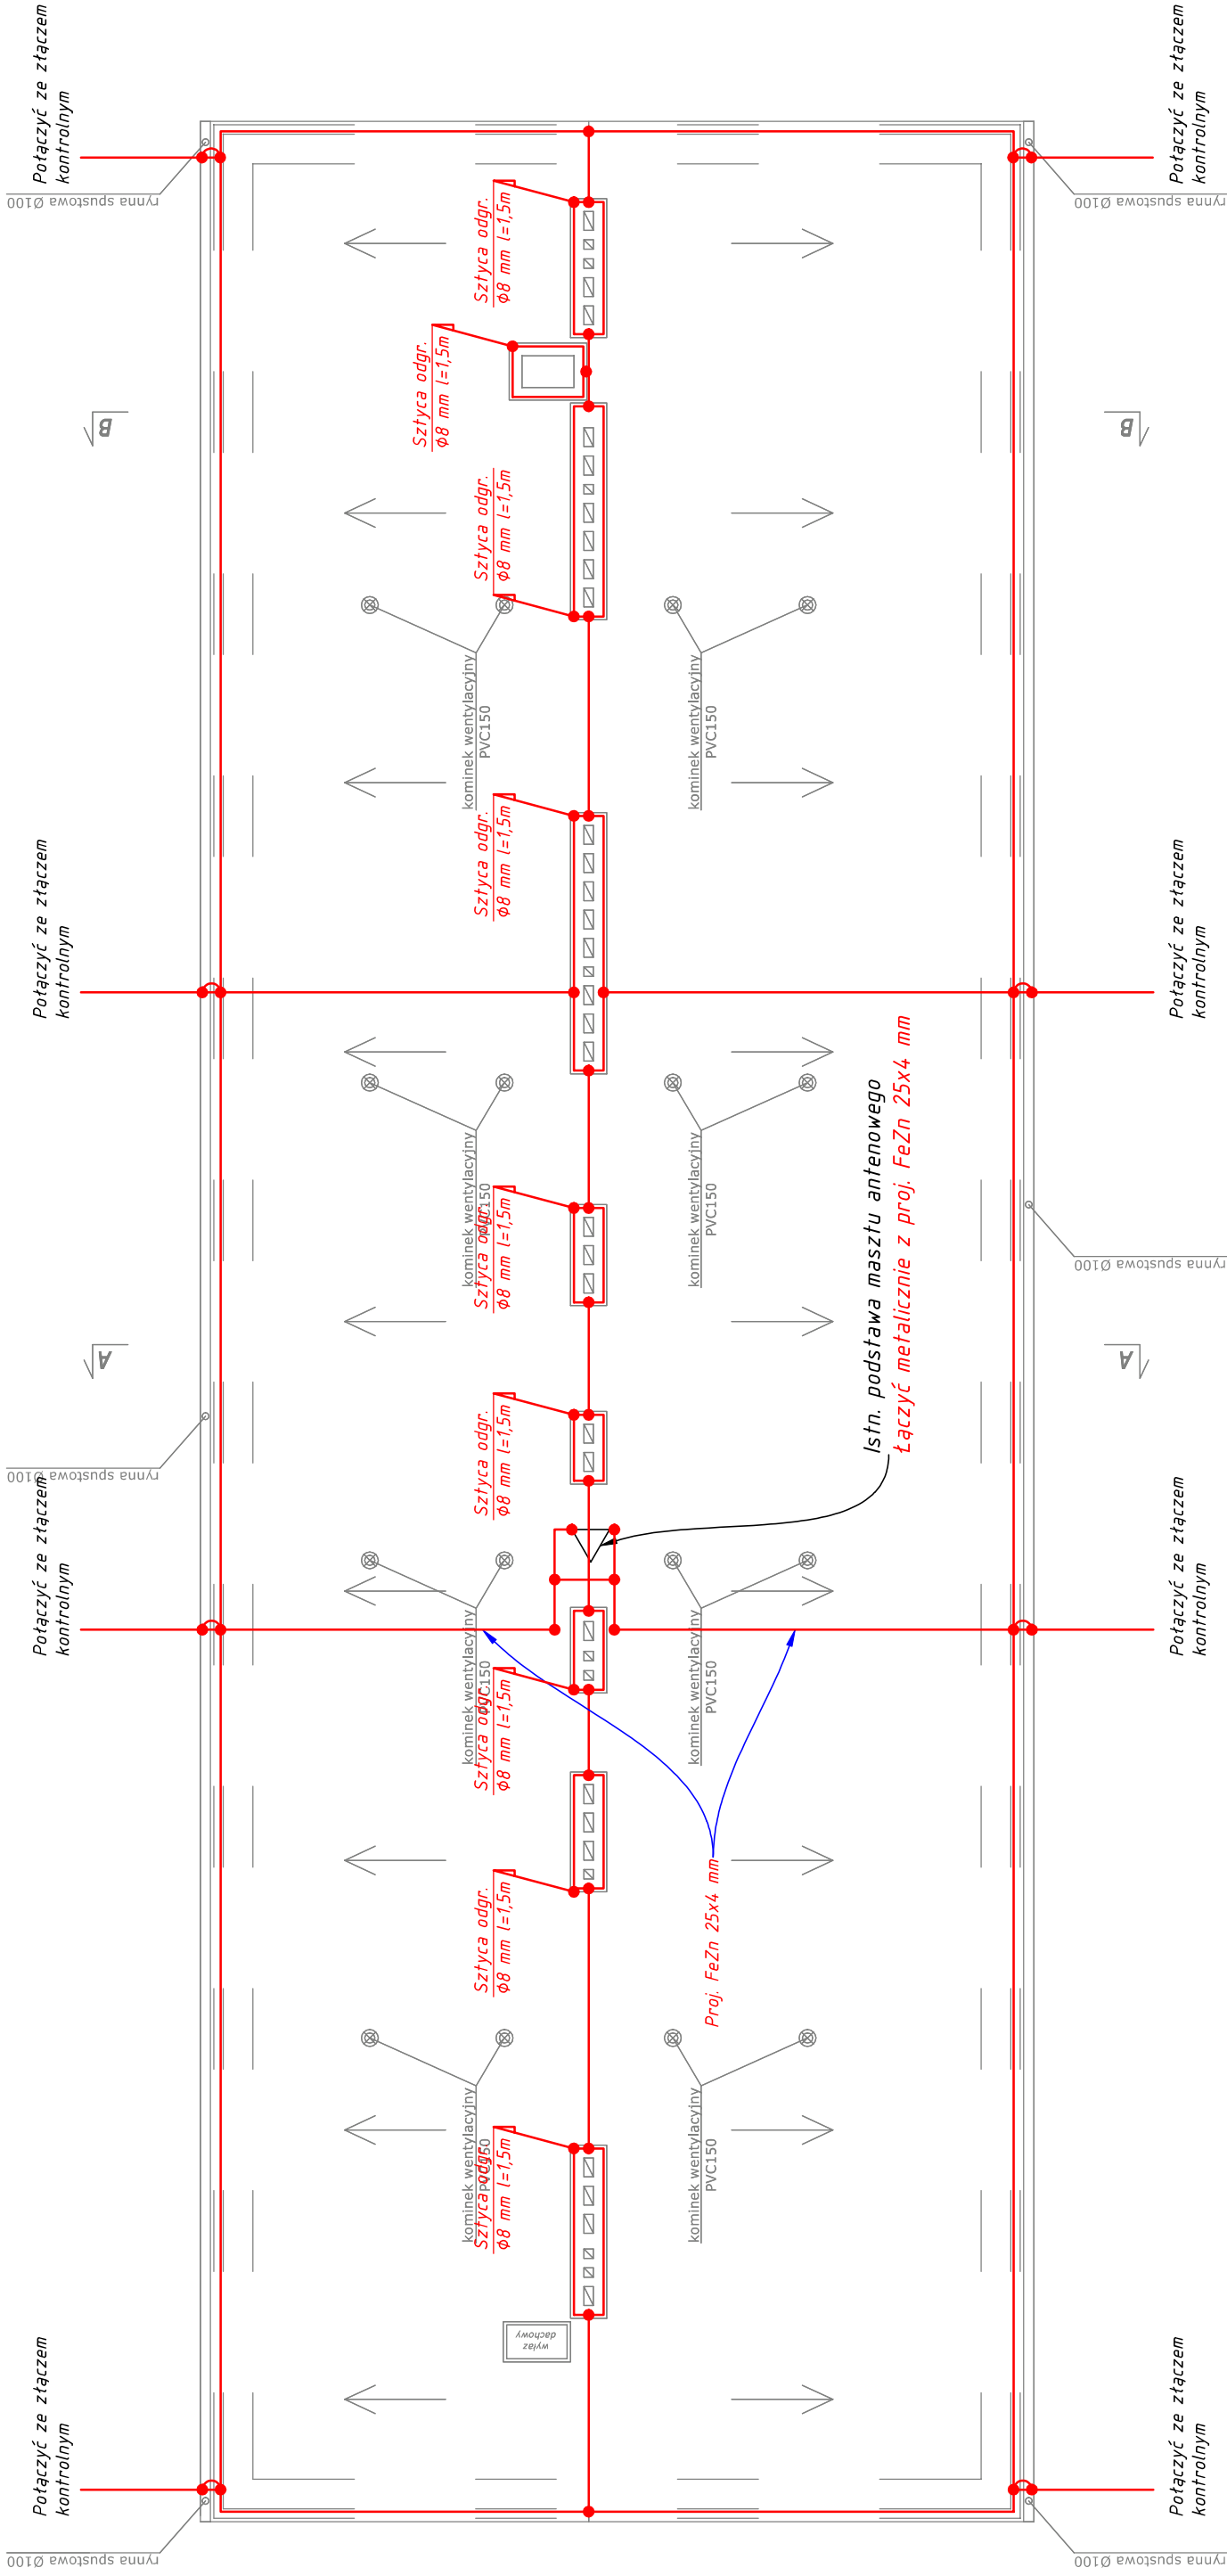 Połączyć ze złączem
kontrolnym
Połączyć ze złączem
kontrolnym
rynna spustowa Ø100
rynna spustowa Ø100
Sztyca odgr.
Φ8 mm l=1,5m
Sztyca odgr.
Φ8 mm l=1,5m
B
B
Sztyca odgr.
Φ8 mm l=1,5m
kominek wentylacyjny
PVC150
kominek wentylacyjny
PVC150
Sztyca odgr.
Φ8 mm l=1,5m
Połączyć ze złączem
kontrolnym
Połączyć ze złączem
kontrolnym
Istn. podstawa masztu antenowego
Łączyć metalicznie z proj. FeZn 25x4 mm
kominek wentylacyjny
PVC150
kominek wentylacyjny
PVC150
Sztyca odgr.
Φ8 mm l=1,5m
rynna spustowa Ø100
A
A
Sztyca odgr.
Φ8 mm l=1,5m
rynna spustowa Ø100
Połączyć ze złączem
kontrolnym
Połączyć ze złączem
kontrolnym
kominek wentylacyjny
PVC150
kominek wentylacyjny
PVC150
Sztyca odgr.
Φ8 mm l=1,5m
Sztyca odgr.
Φ8 mm l=1,5m
Proj. FeZn 25x4 mm
kominek wentylacyjny
PVC150
kominek wentylacyjny
PVC150
Sztyca odgr.
Φ8 mm l=1,5m
wyłaz
dachowy
Połączyć ze złączem
kontrolnym
Połączyć ze złączem
kontrolnym
rynna spustowa Ø100
rynna spustowa Ø100